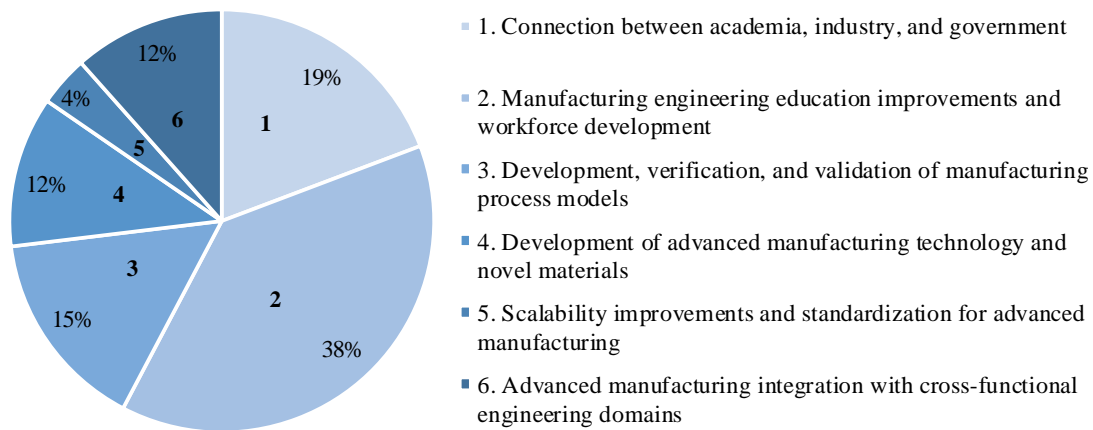 12%
19%
4%
6
1
5
12%
4
3
2
15%
38%
1. Connection between academia, industry, and government
2. Manufacturing engineering education improvements and
workforce development
3. Development, verification, and validation of manufacturing
process models
4. Development of advanced manufacturing technology and
novel materials
5. Scalability improvements and standardization for advanced
manufacturing
6. Advanced manufacturing integration with cross-functional
engineering domains